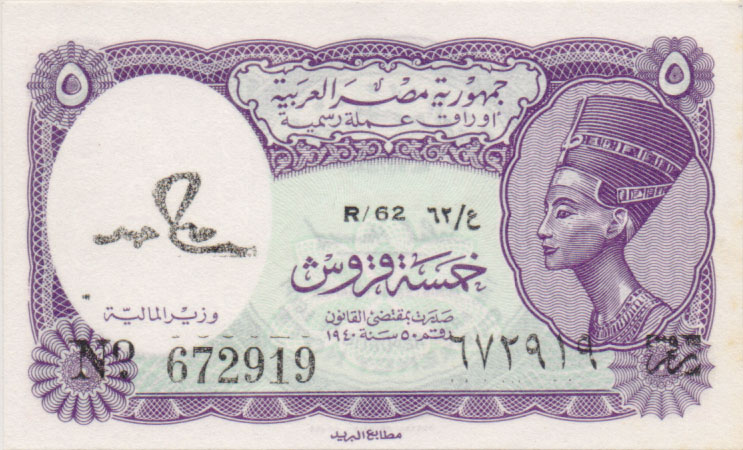 ٥ ٥
جمهورية مصر العربية
أوراق عملة رسمية
R/62 ع/٦٢
خمسة قروش
وزير المالية
صدرت بمقتضى القانون
رقم ٥٠ سنة ١٩٤٠
Nº 672919 ٦٧٢٩١٩
مطابع البريد